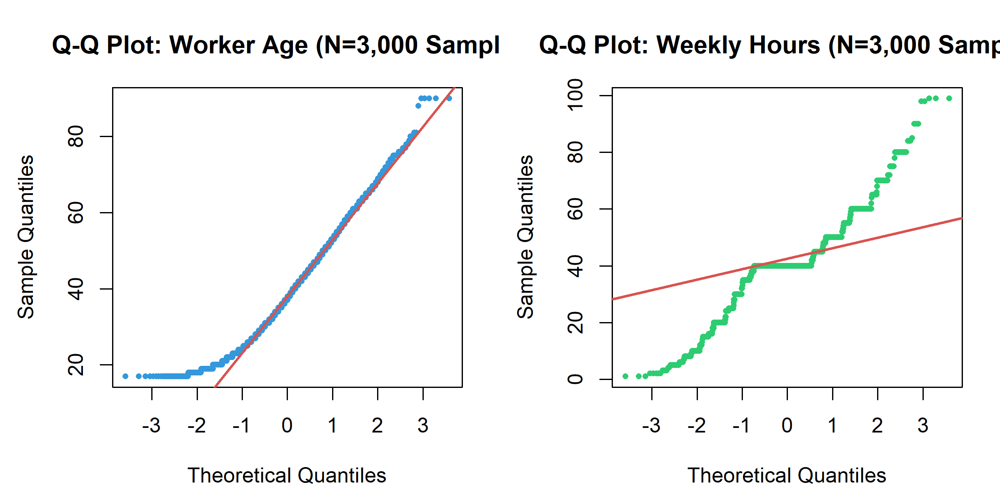 Q-Q Plot: Worker Age (N=3,000 Sampl
Sample Quantiles
80
60
40
20
-3 -2 -1 0 1 2 3
Theoretical Quantiles
Q-Q Plot: Weekly Hours (N=3,000 Samp
Sample Quantiles
100
80
60
40
20
0
-3 -2 -1 0 1 2 3
Theoretical Quantiles